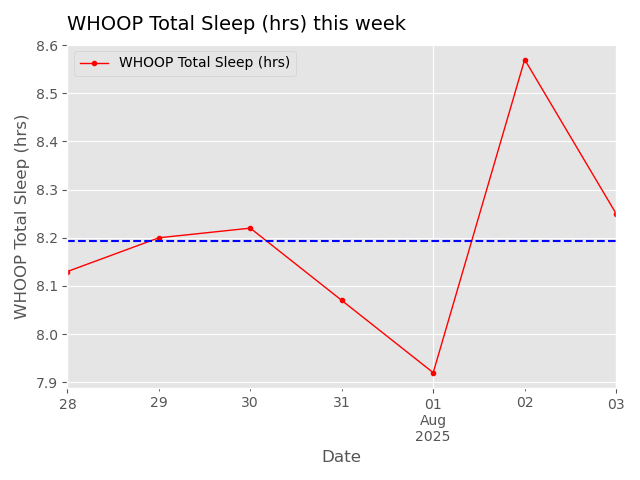 WHOOP Total Sleep (hrs) this week
WHOOP Total Sleep (hrs)
WHOOP Total Sleep (hrs)
8.6
8.5
8.4
8.3
8.2
8.1
8.0
7.9
28 29 30 31 01 02 03
Aug
2025
Date